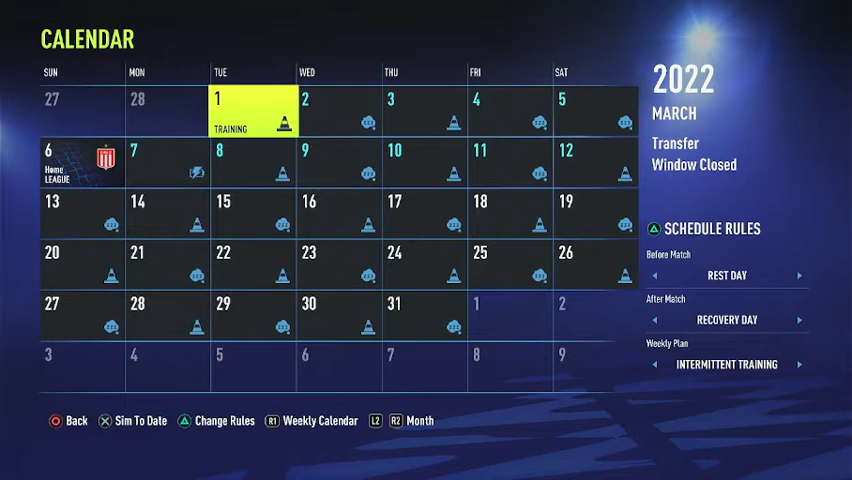 CALENDAR
SUN MON TUE WED THU FRI SAT
27 28 1 2 3 4 5
TRAINING
6 7 8 9 10 11 12
Home
LEAGUE
13 14 15 16 17 18 19
20 21 22 23 24 25 26
27 28 29 30 31 1 2
3 4 5 6 7 8 9
2022
MARCH
Transfer
Window Closed
SCHEDULE RULES
Before Match
REST DAY
After Match
RECOVERY DAY
Weekly Plan
INTERMITTENT TRAINING
Back Sim To Date Change Rules R1 Weekly Calendar L2 R2 Month